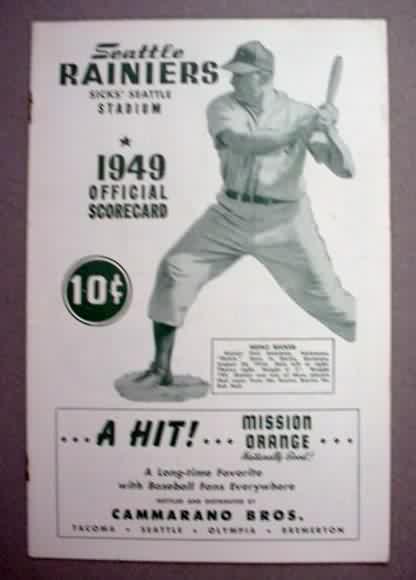 Seattle
RAINIERS
SICKS' SEATTLE
STADIUM
1949
OFFICIAL
SCORECARD
10¢
... A HIT! ... MISSION
ORANGE ...
Naturally Good!
A Long-time Favorite
with Baseball Fans Everywhere
BOTTLED AND DISTRIBUTED BY
CAMMARANO BROS.
TACOMA - SEATTLE - OLYMPIA - BREMERTON